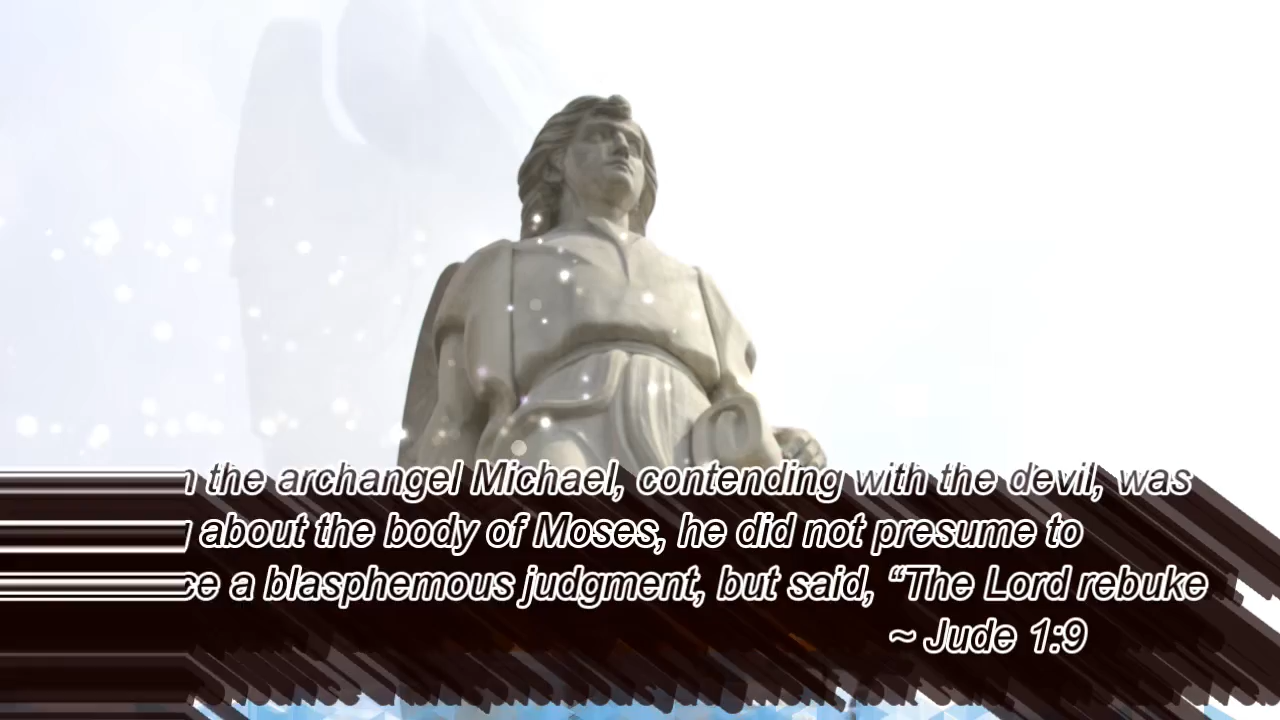 the archangel Michael, contending with the devil, was
about the body of Moses, he did not presume to
a blasphemous judgment, but said, “The Lord rebuke
~ Jude 1:9